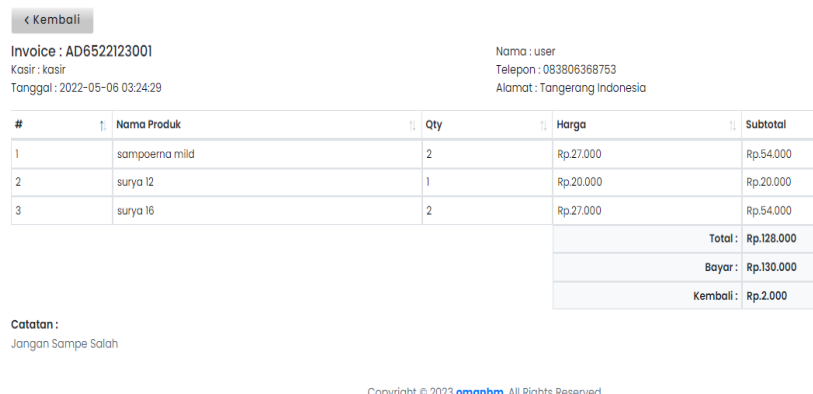 < Kembali
Invoice : AD6522123001
Kasir : kasir
Tanggal : 2022-05-06 03:24:29
Nama : user
Telepon : 083806368753
Alamat : Tangerang Indonesia
# Nama Produk Qty Harga Subtotal
1 sampoerna mild 2 Rp.27.000 Rp.54.000
2 surya 12 1 Rp.20.000 Rp.20.000
3 surya 16 2 Rp.27.000 Rp.54.000
Total : Rp.128.000
Bayar : Rp.130.000
Kembali : Rp.2.000
Catatan :
Jangan Sampe Salah
Copyright © 2023 omanbm. All Rights Reserved